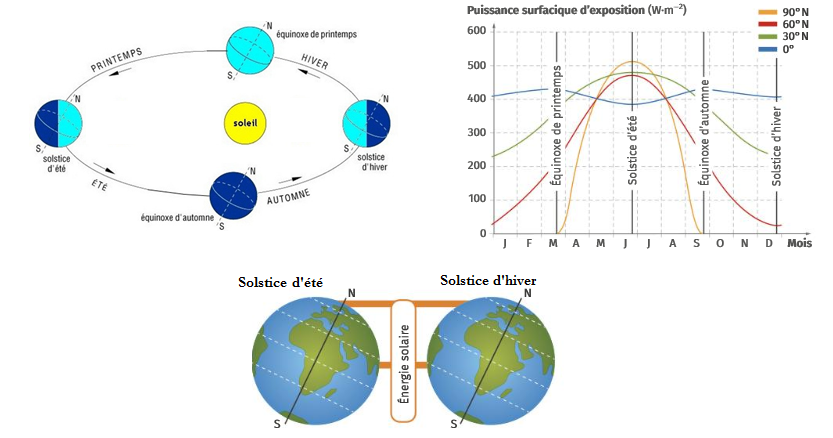 N
équinoxe de printemps
S
PRINTEMPS
HIVER
N
S
solstice
d'été
soleil
N
S
solstice
d'hiver
ÉTÉ
N
S
équinoxe d'automne
AUTOMNE
Puissance surfacique d'exposition (W·m⁻²)
90° N
60° N
30° N
0°
600
500
400
300
200
100
0
Équinoxe de printemps
Solstice d'été
Équinoxe d'automne
Solstice d'hiver
J F M A M J J A S O N D Mois
Solstice d'été
Solstice d'hiver
N
N
Énergie solaire
S
S